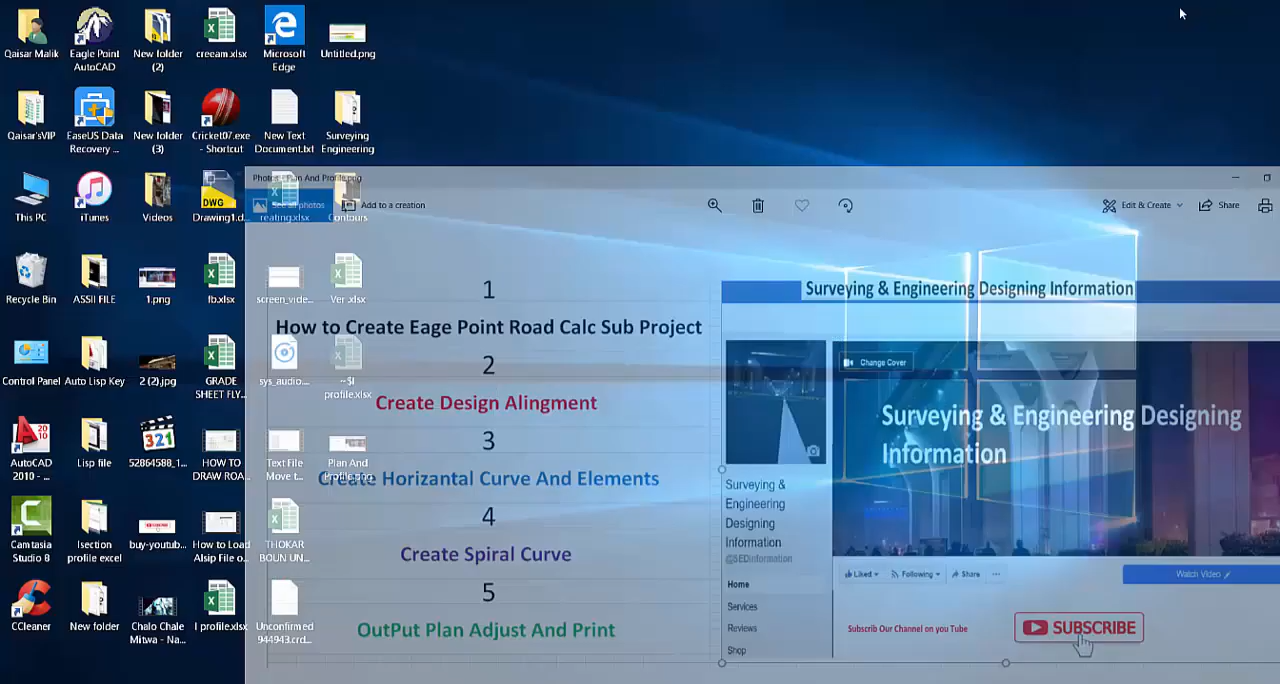 Qaisar Malik
Eagle Point
AutoCAD
New folder
(2)
creeam.xlsx
Microsoft
Edge
Untitled.png
Qaisar'sVIP
EaseUS Data
Recovery ...
New folder
(3)
Cricket07.exe
- Shortcut
New Text
Document.txt
Surveying
Engineering
This PC
iTunes
Videos
DWG
Drawing1.d...
reating.xlsx
Contours
Photos - Plan And Profile.png
See all photos
Add to a creation
Edit & Create
Share
Recycle Bin
ASSII FILE
1.png
fb.xlsx
screen_vide...
Ver.xlsx
Control Panel
Auto Lisp Key
2 (2).jpg
GRADE
SHEET FLY...
sys_audio...
~$l
profile.xlsx
AutoCAD
2010 - ...
Lisp file
321
52864588_1...
HOW TO
DRAW ROA...
Text File
Move t...
Plan And
Profile.png
Camtasia
Studio 8
lsection
profile excel
buy-youtub...
How to Load
Alsip File o...
THOKAR
BOUN UN...
CCleaner
New folder
Chalo Chale
Mitwa - Na...
l profile.xlsx
Unconfirmed
944943.crd...
1
How to Create Eage Point Road Calc Sub Project
2
Create Design Alingment
3
Create Horizantal Curve And Elements
4
Create Spiral Curve
5
OutPut Plan Adjust And Print
Surveying & Engineering Designing Information
Change Cover
Surveying & Engineering Designing
Information
Surveying &
Engineering
Designing
Information
@SEDinformation
Home
Services
Reviews
Shop
Liked
Following
Share
...
Watch Video
Subscrib Our Channel on you Tube
SUBSCRIBE